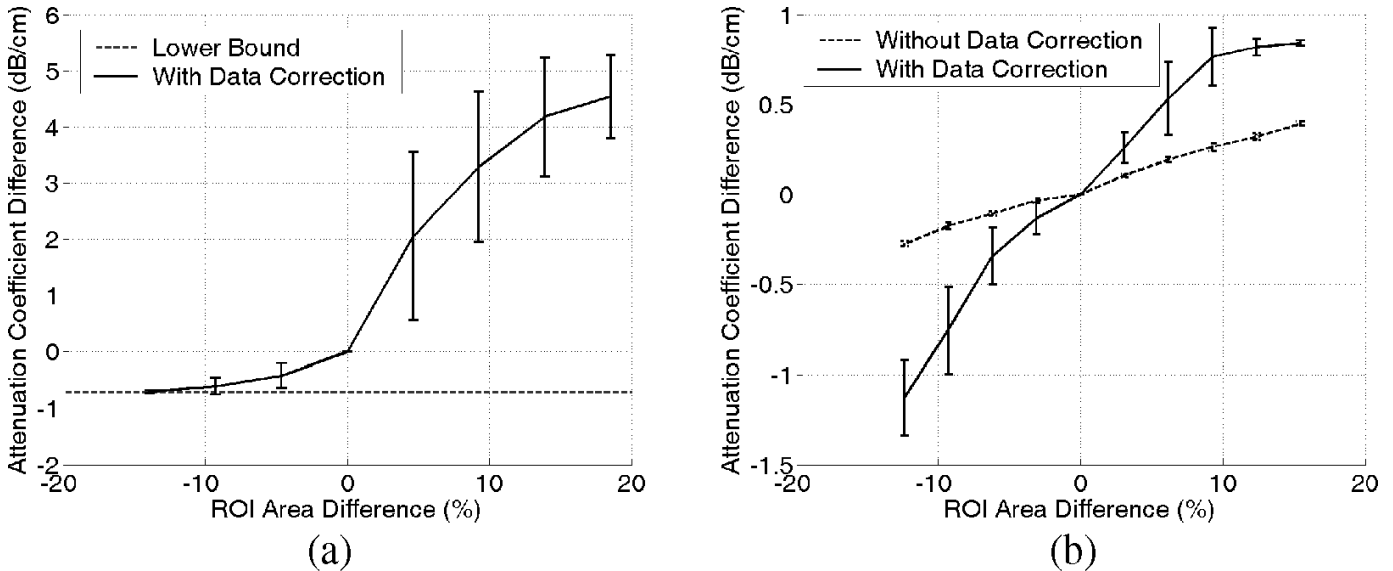 Attenuation Coefficient Difference (dB/cm)
6
5
4
3
2
1
0
-1
-2
Lower Bound
With Data Correction
-20
-10
0
10
20
ROI Area Difference (%)
(a)
Attenuation Coefficient Difference (dB/cm)
1
0.5
0
-0.5
-1
-1.5
Without Data Correction
With Data Correction
-20
-10
0
10
20
ROI Area Difference (%)
(b)